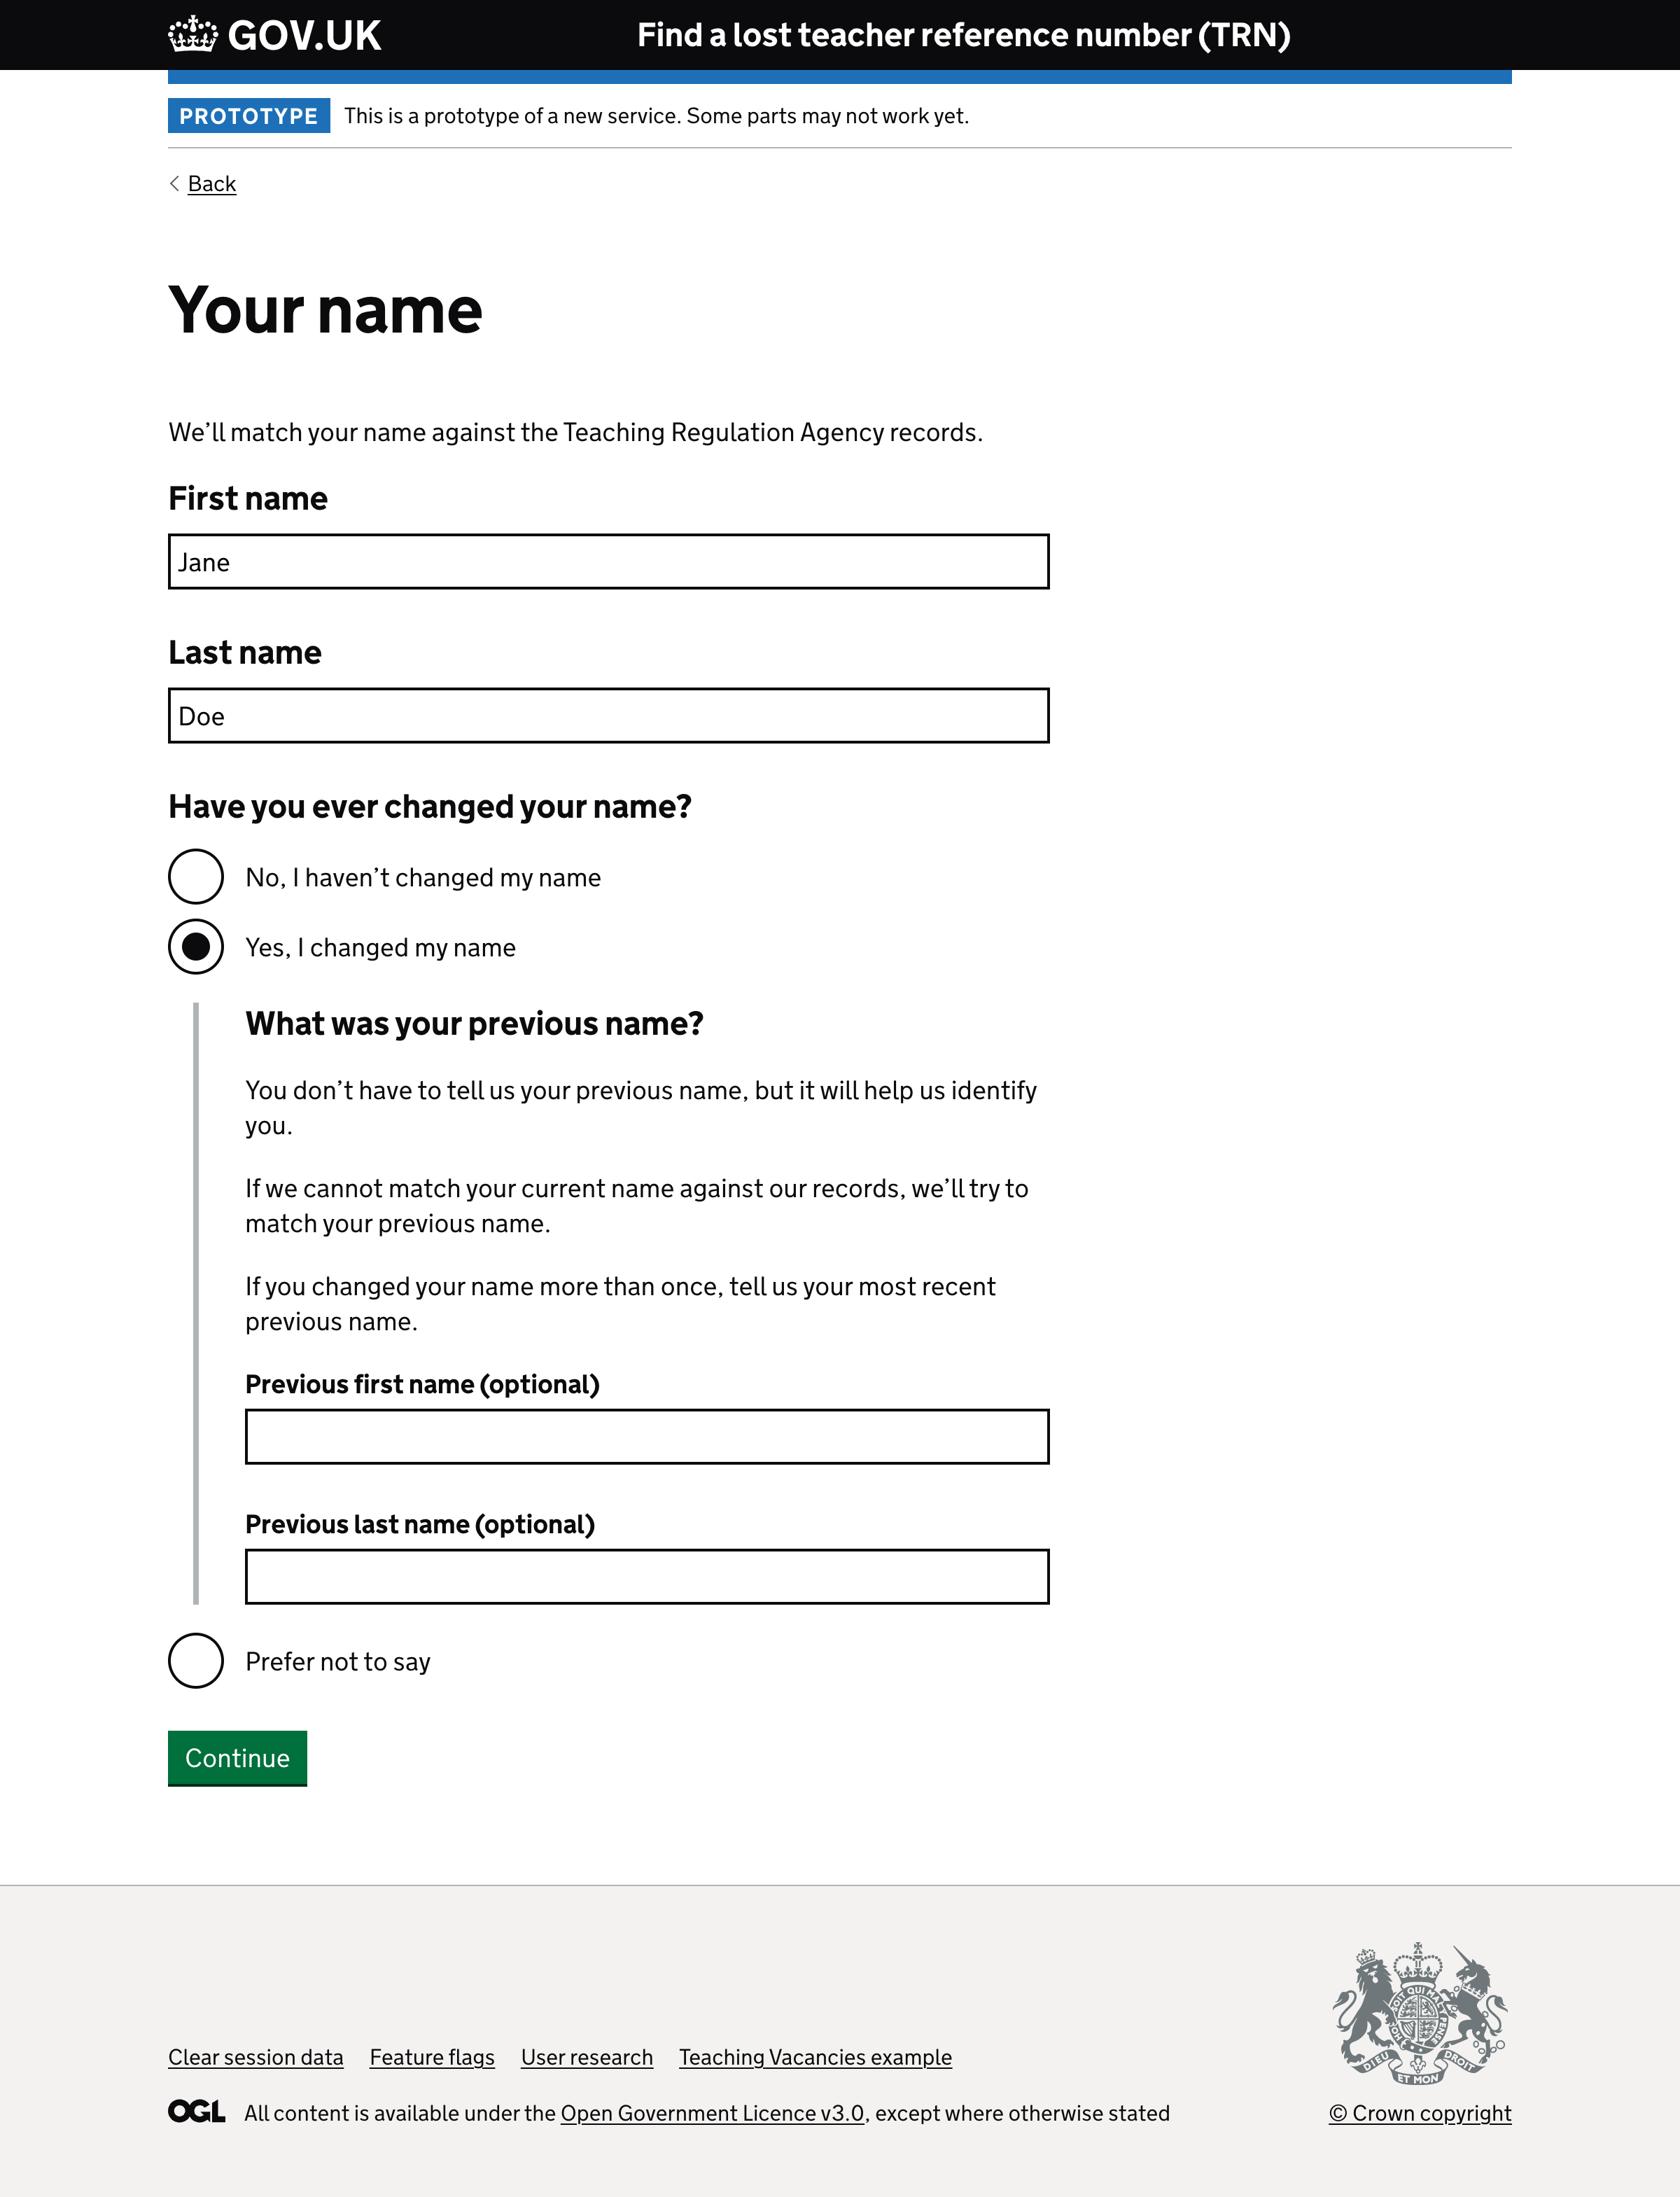 GOV.UK
Find a lost teacher reference number (TRN)
PROTOTYPE
This is a prototype of a new service. Some parts may not work yet.
Back
Your name
We’ll match your name against the Teaching Regulation Agency records.
First name
Jane
Last name
Doe
Have you ever changed your name?
No, I haven’t changed my name
Yes, I changed my name
What was your previous name?
You don’t have to tell us your previous name, but it will help us identify
you.
If we cannot match your current name against our records, we’ll try to
match your previous name.
If you changed your name more than once, tell us your most recent
previous name.
Previous first name (optional)
Previous last name (optional)
Prefer not to say
Continue
Clear session data Feature flags User research Teaching Vacancies example
DIEU ET MON DROIT
OGL All content is available under the Open Government Licence v3.0, except where otherwise stated
© Crown copyright